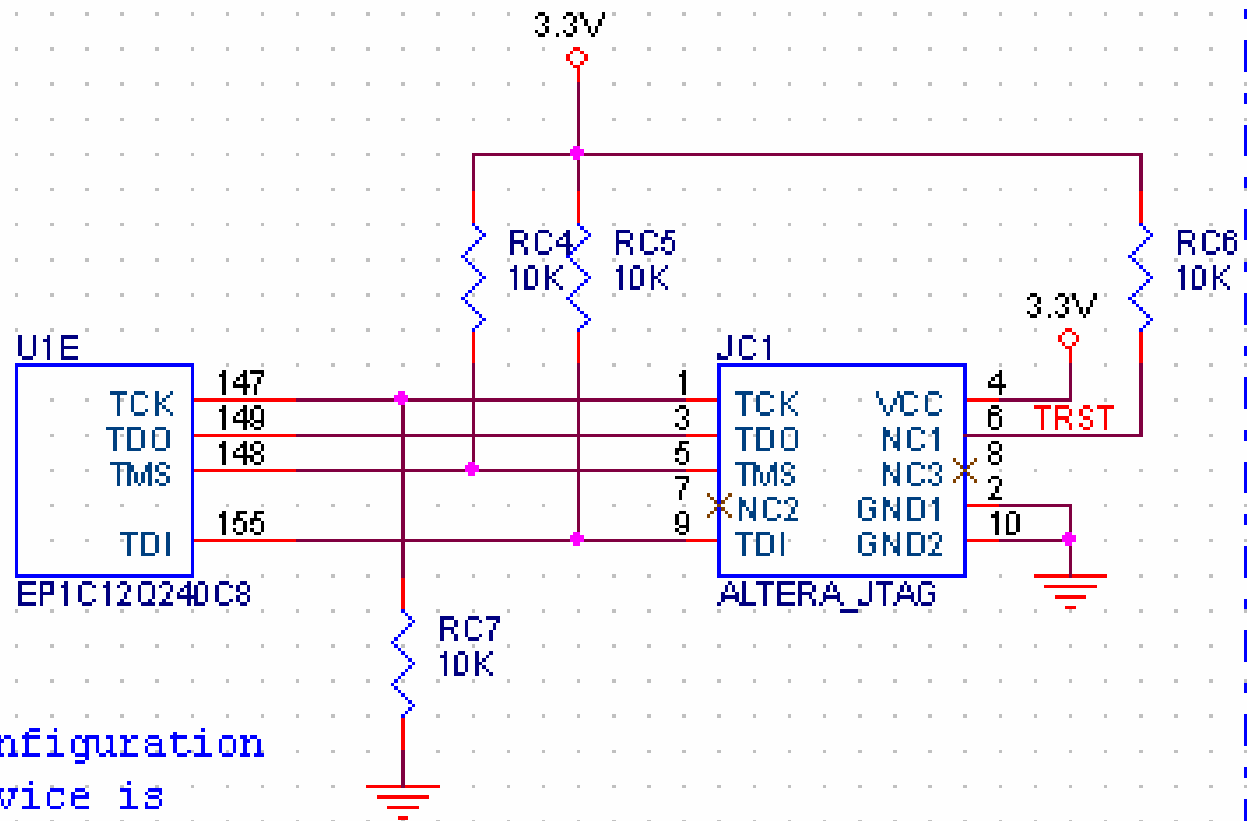 3.3V
RC4
10K
RC5
10K
RC6
10K
3.3V
U1E
JC1
TCK 147
TDO 149
TMS 148
TDI 155
EP1C12Q240C8
1 TCK
3 TDO
5 TMS
7 NC2
9 TDI
VCC 4
NC1 6 TRST
NC3 8
GND1 2
GND2 10
ALTERA_JTAG
RC7
10K
nfiguration
vice is